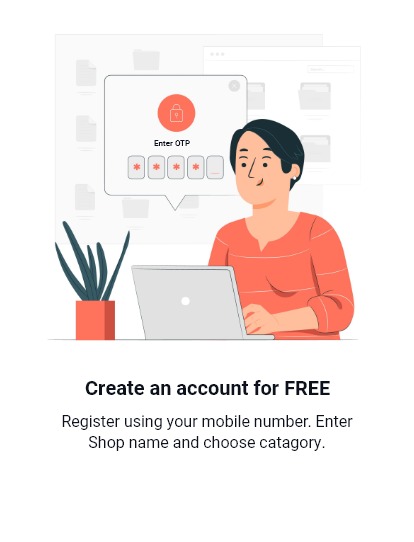 Enter OTP
* * * * _
Create an account for FREE
Register using your mobile number. Enter
Shop name and choose catagory.